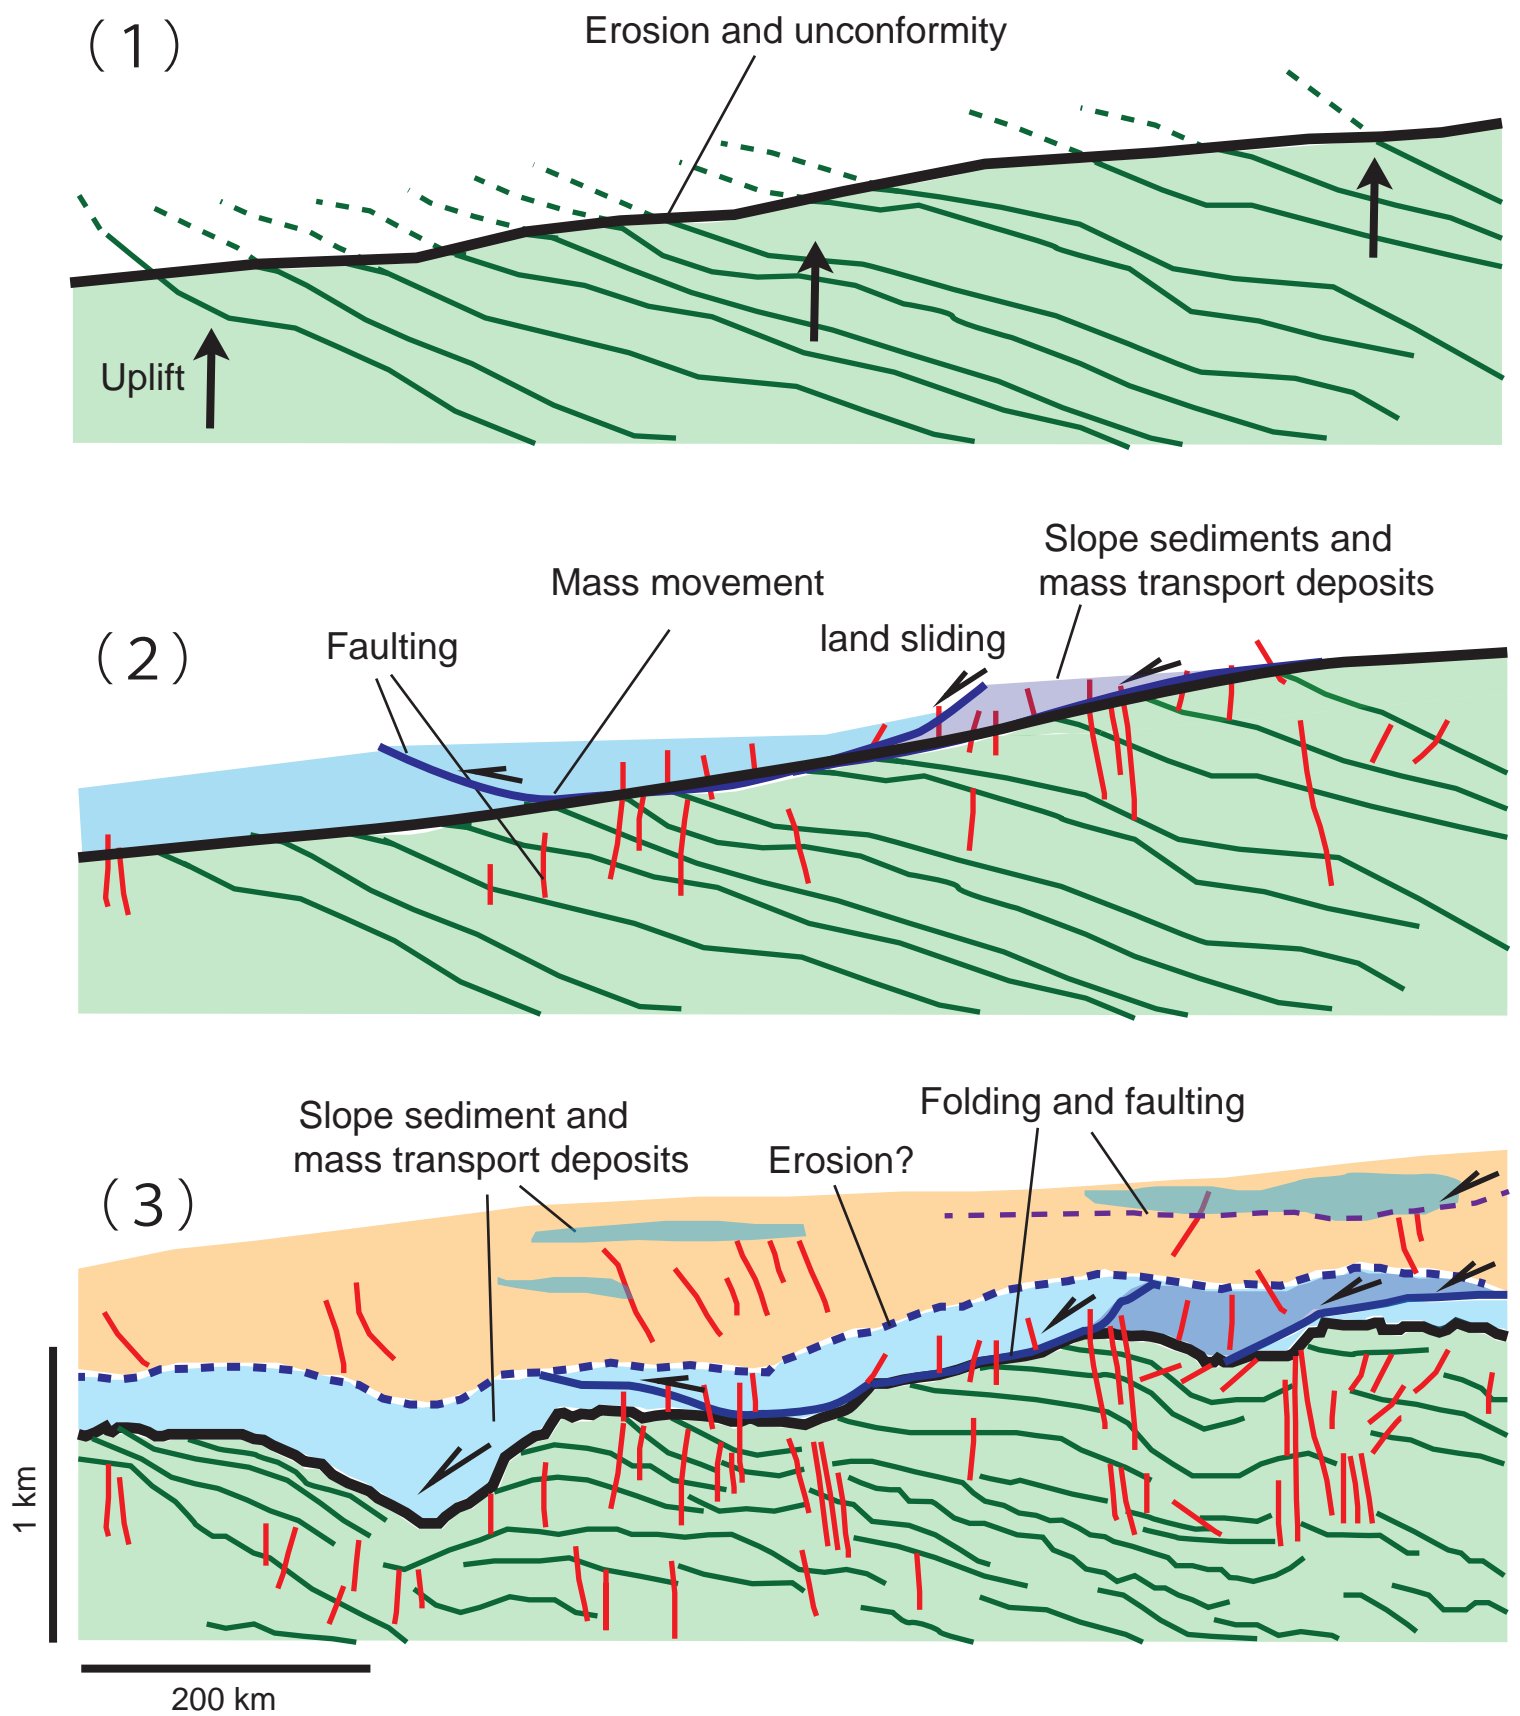 (1)
Erosion and unconformity
Uplift
(2)
Faulting
Mass movement
land sliding
Slope sediments and
mass transport deposits
(3)
Slope sediment and
mass transport deposits
Erosion?
Folding and faulting
1 km
200 km